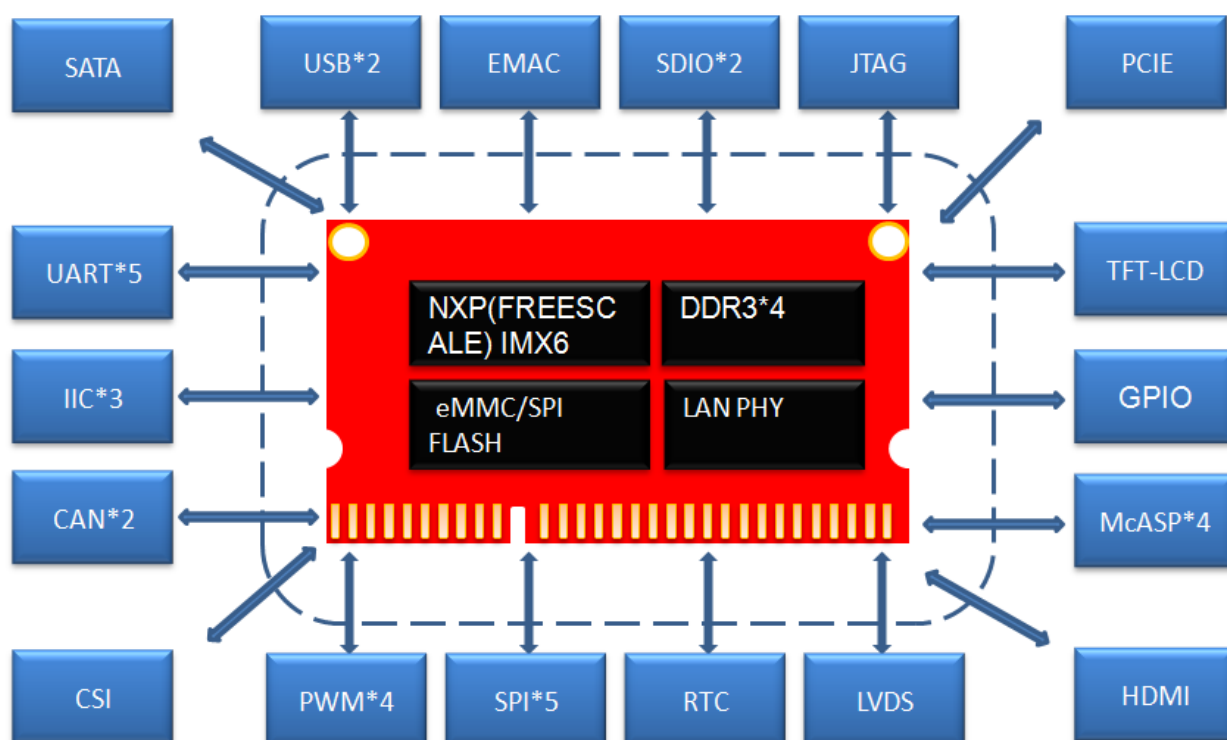 SATA
USB*2
EMAC
SDIO*2
JTAG
PCIE
UART*5
TFT-LCD
NXP(FREESC
ALE) IMX6
DDR3*4
IIC*3
GPIO
eMMC/SPI
FLASH
LAN PHY
CAN*2
McASP*4
CSI
PWM*4
SPI*5
RTC
LVDS
HDMI